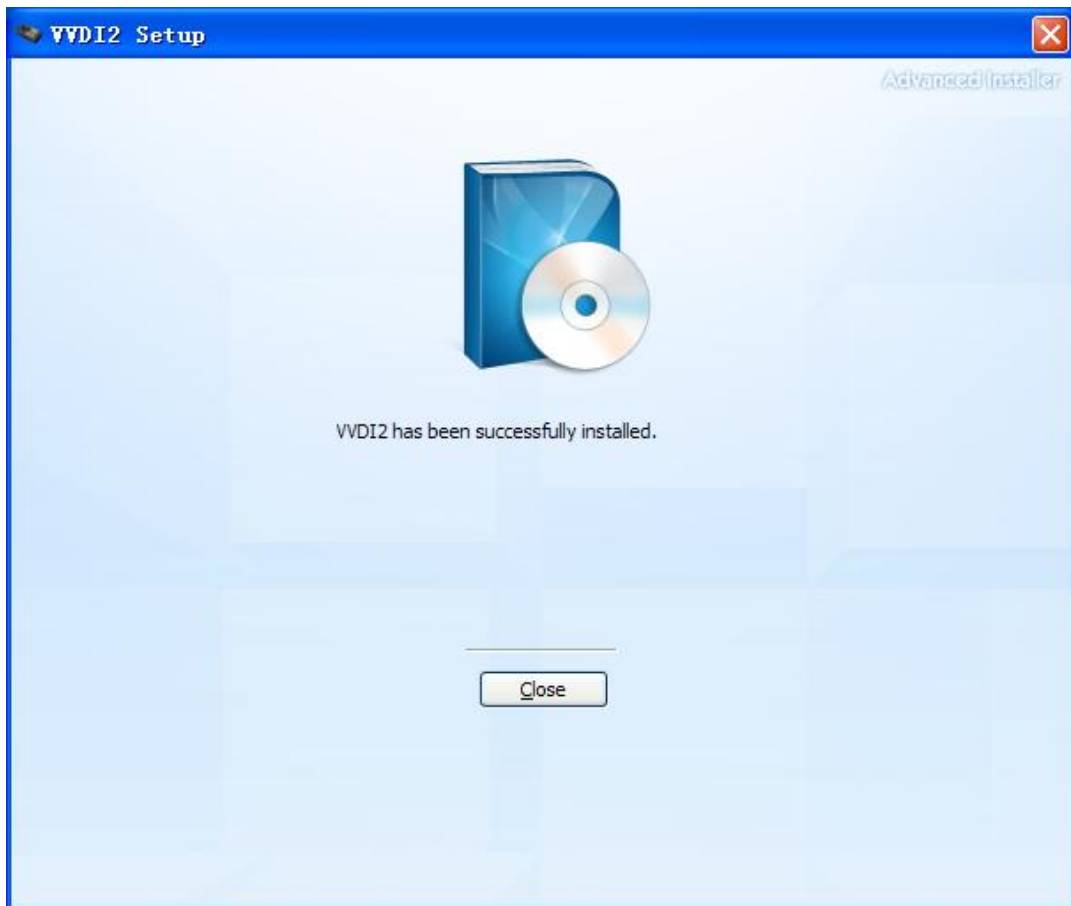 VVDI2 Setup
Advanced Installer
VVDI2 has been successfully installed.
Close